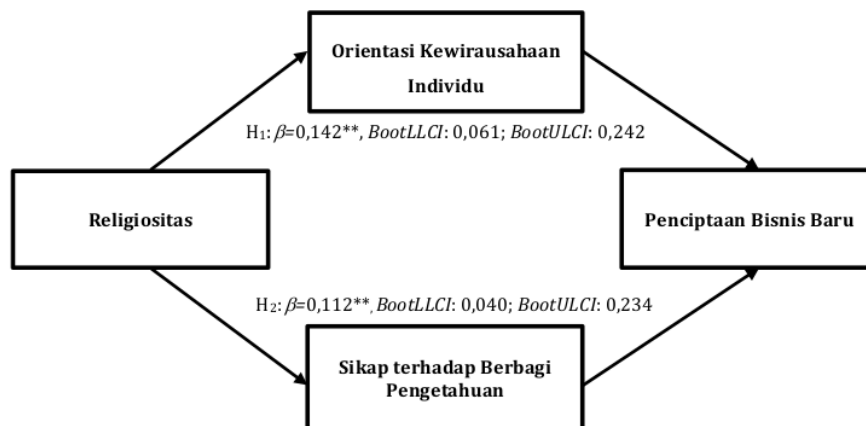 Orientasi Kewirausahaan
Individu
H₁: β=0,142**, BootLLCI: 0,061; BootULCI: 0,242
Religiositas
Penciptaan Bisnis Baru
H₂: β=0,112**, BootLLCI: 0,040; BootULCI: 0,234
Sikap terhadap Berbagi
Pengetahuan